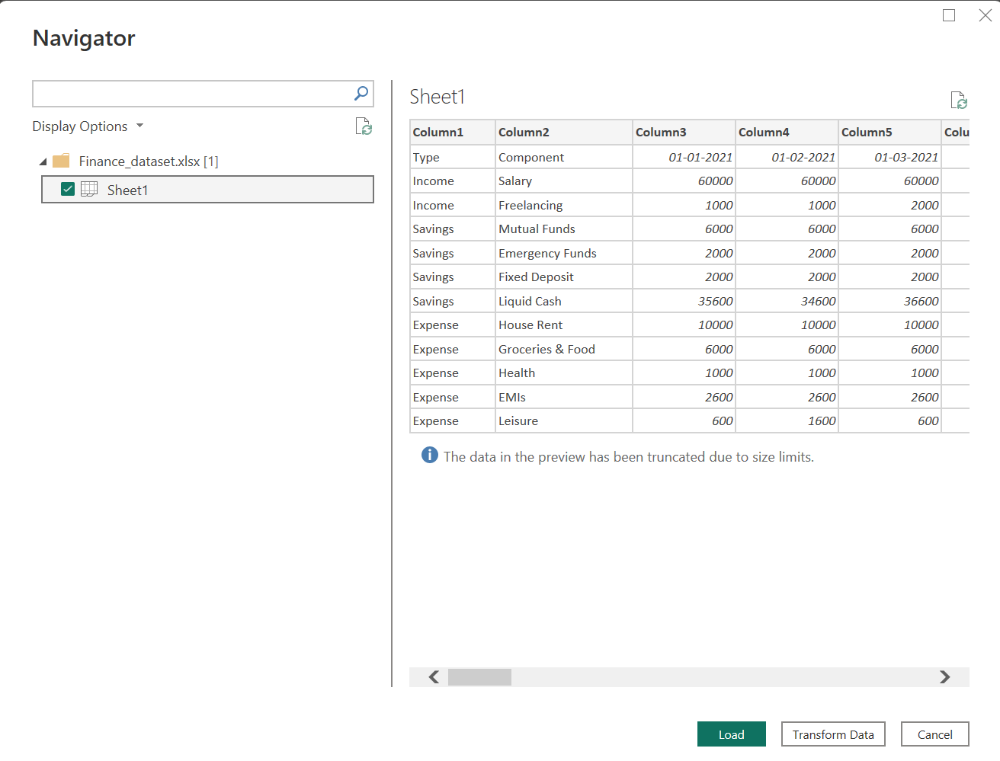 Navigator
Display Options
Finance_dataset.xlsx [1]
Sheet1
Sheet1
Column1 Column2 Column3 Column4 Column5 Colu
Type Component 01-01-2021 01-02-2021 01-03-2021
Income Salary 60000 60000 60000
Income Freelancing 1000 1000 2000
Savings Mutual Funds 6000 6000 6000
Savings Emergency Funds 2000 2000 2000
Savings Fixed Deposit 2000 2000 2000
Savings Liquid Cash 35600 34600 36600
Expense House Rent 10000 10000 10000
Expense Groceries & Food 6000 6000 6000
Expense Health 1000 1000 1000
Expense EMIs 2600 2600 2600
Expense Leisure 600 1600 600
The data in the preview has been truncated due to size limits.
Load Transform Data Cancel